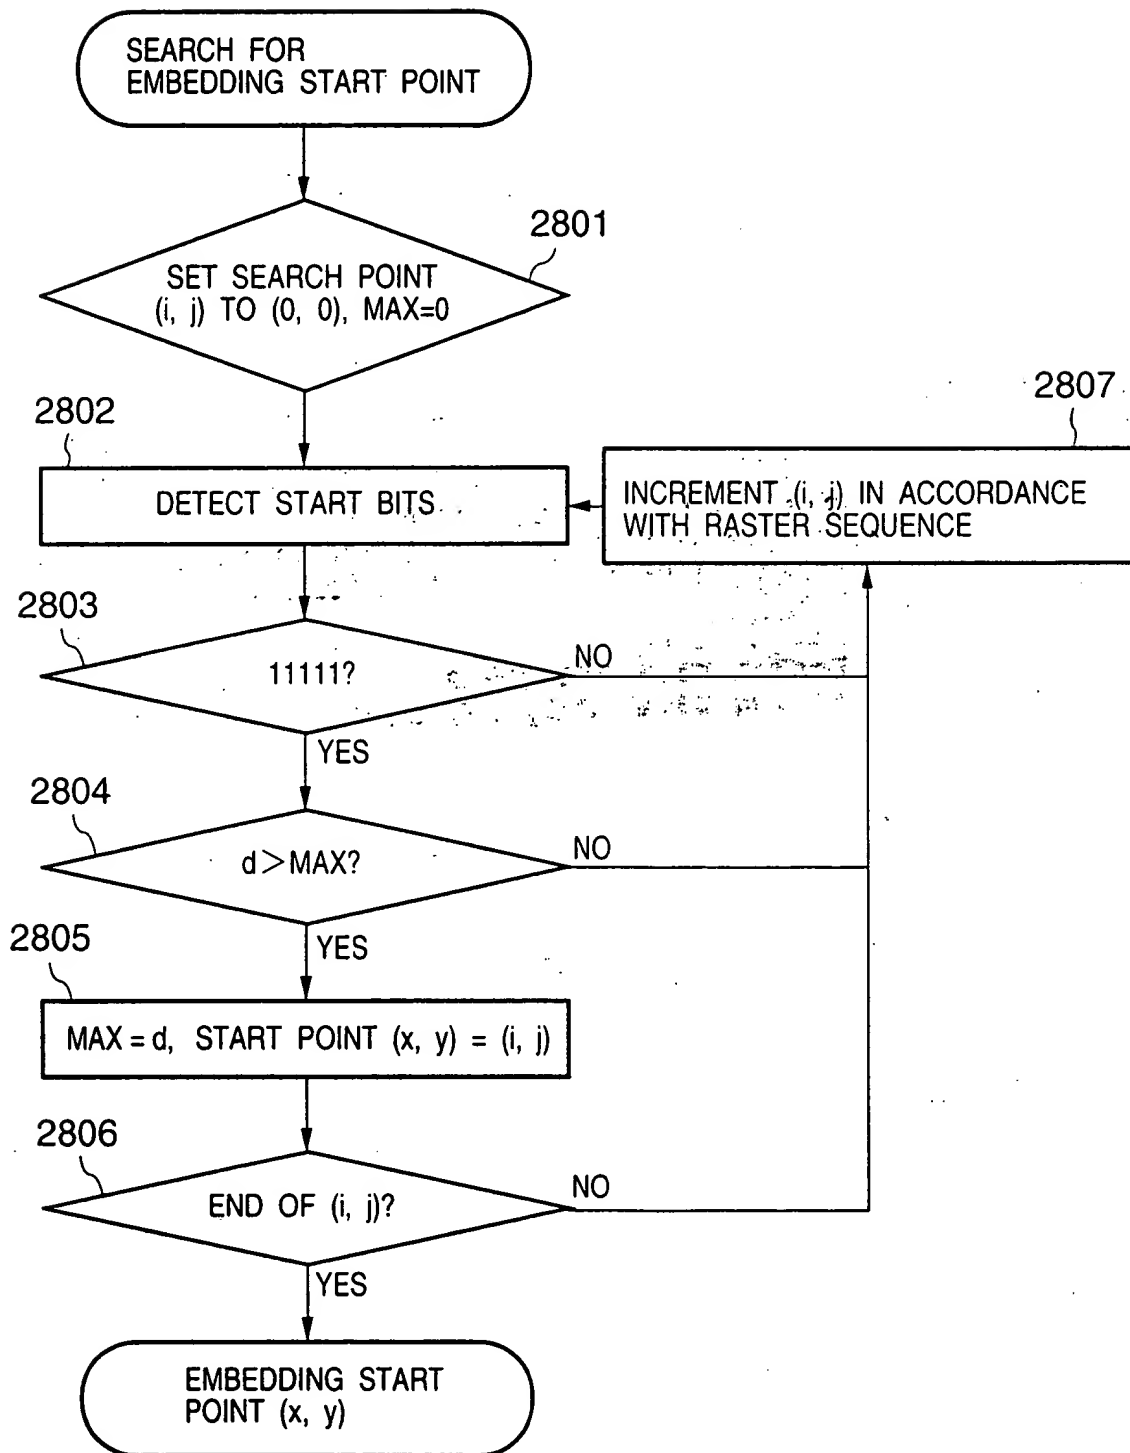 SEARCH FOR
EMBEDDING START POINT
2801
SET SEARCH POINT
(i, j) TO (0, 0), MAX=0
2802
DETECT START BITS
2807
INCREMENT (i, j) IN ACCORDANCE
WITH RASTER SEQUENCE
2803
11111?
NO
YES
2804
d>MAX?
NO
YES
2805
MAX = d, START POINT (x, y) = (i, j)
2806
END OF (i, j)?
NO
YES
EMBEDDING START
POINT (x, y)